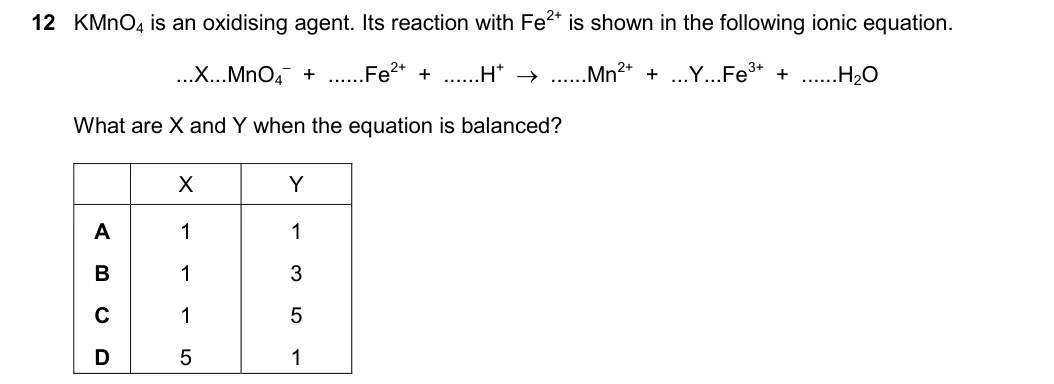 12 KMnO₄ is an oxidising agent. Its reaction with Fe²⁺ is shown in the following ionic equation.
...X...MnO₄⁻ + ......Fe²⁺ + ......H⁺ → ......Mn²⁺ + ...Y...Fe³⁺ + ......H₂O
What are X and Y when the equation is balanced?
X Y
A 1 1
B 1 3
C 1 5
D 5 1